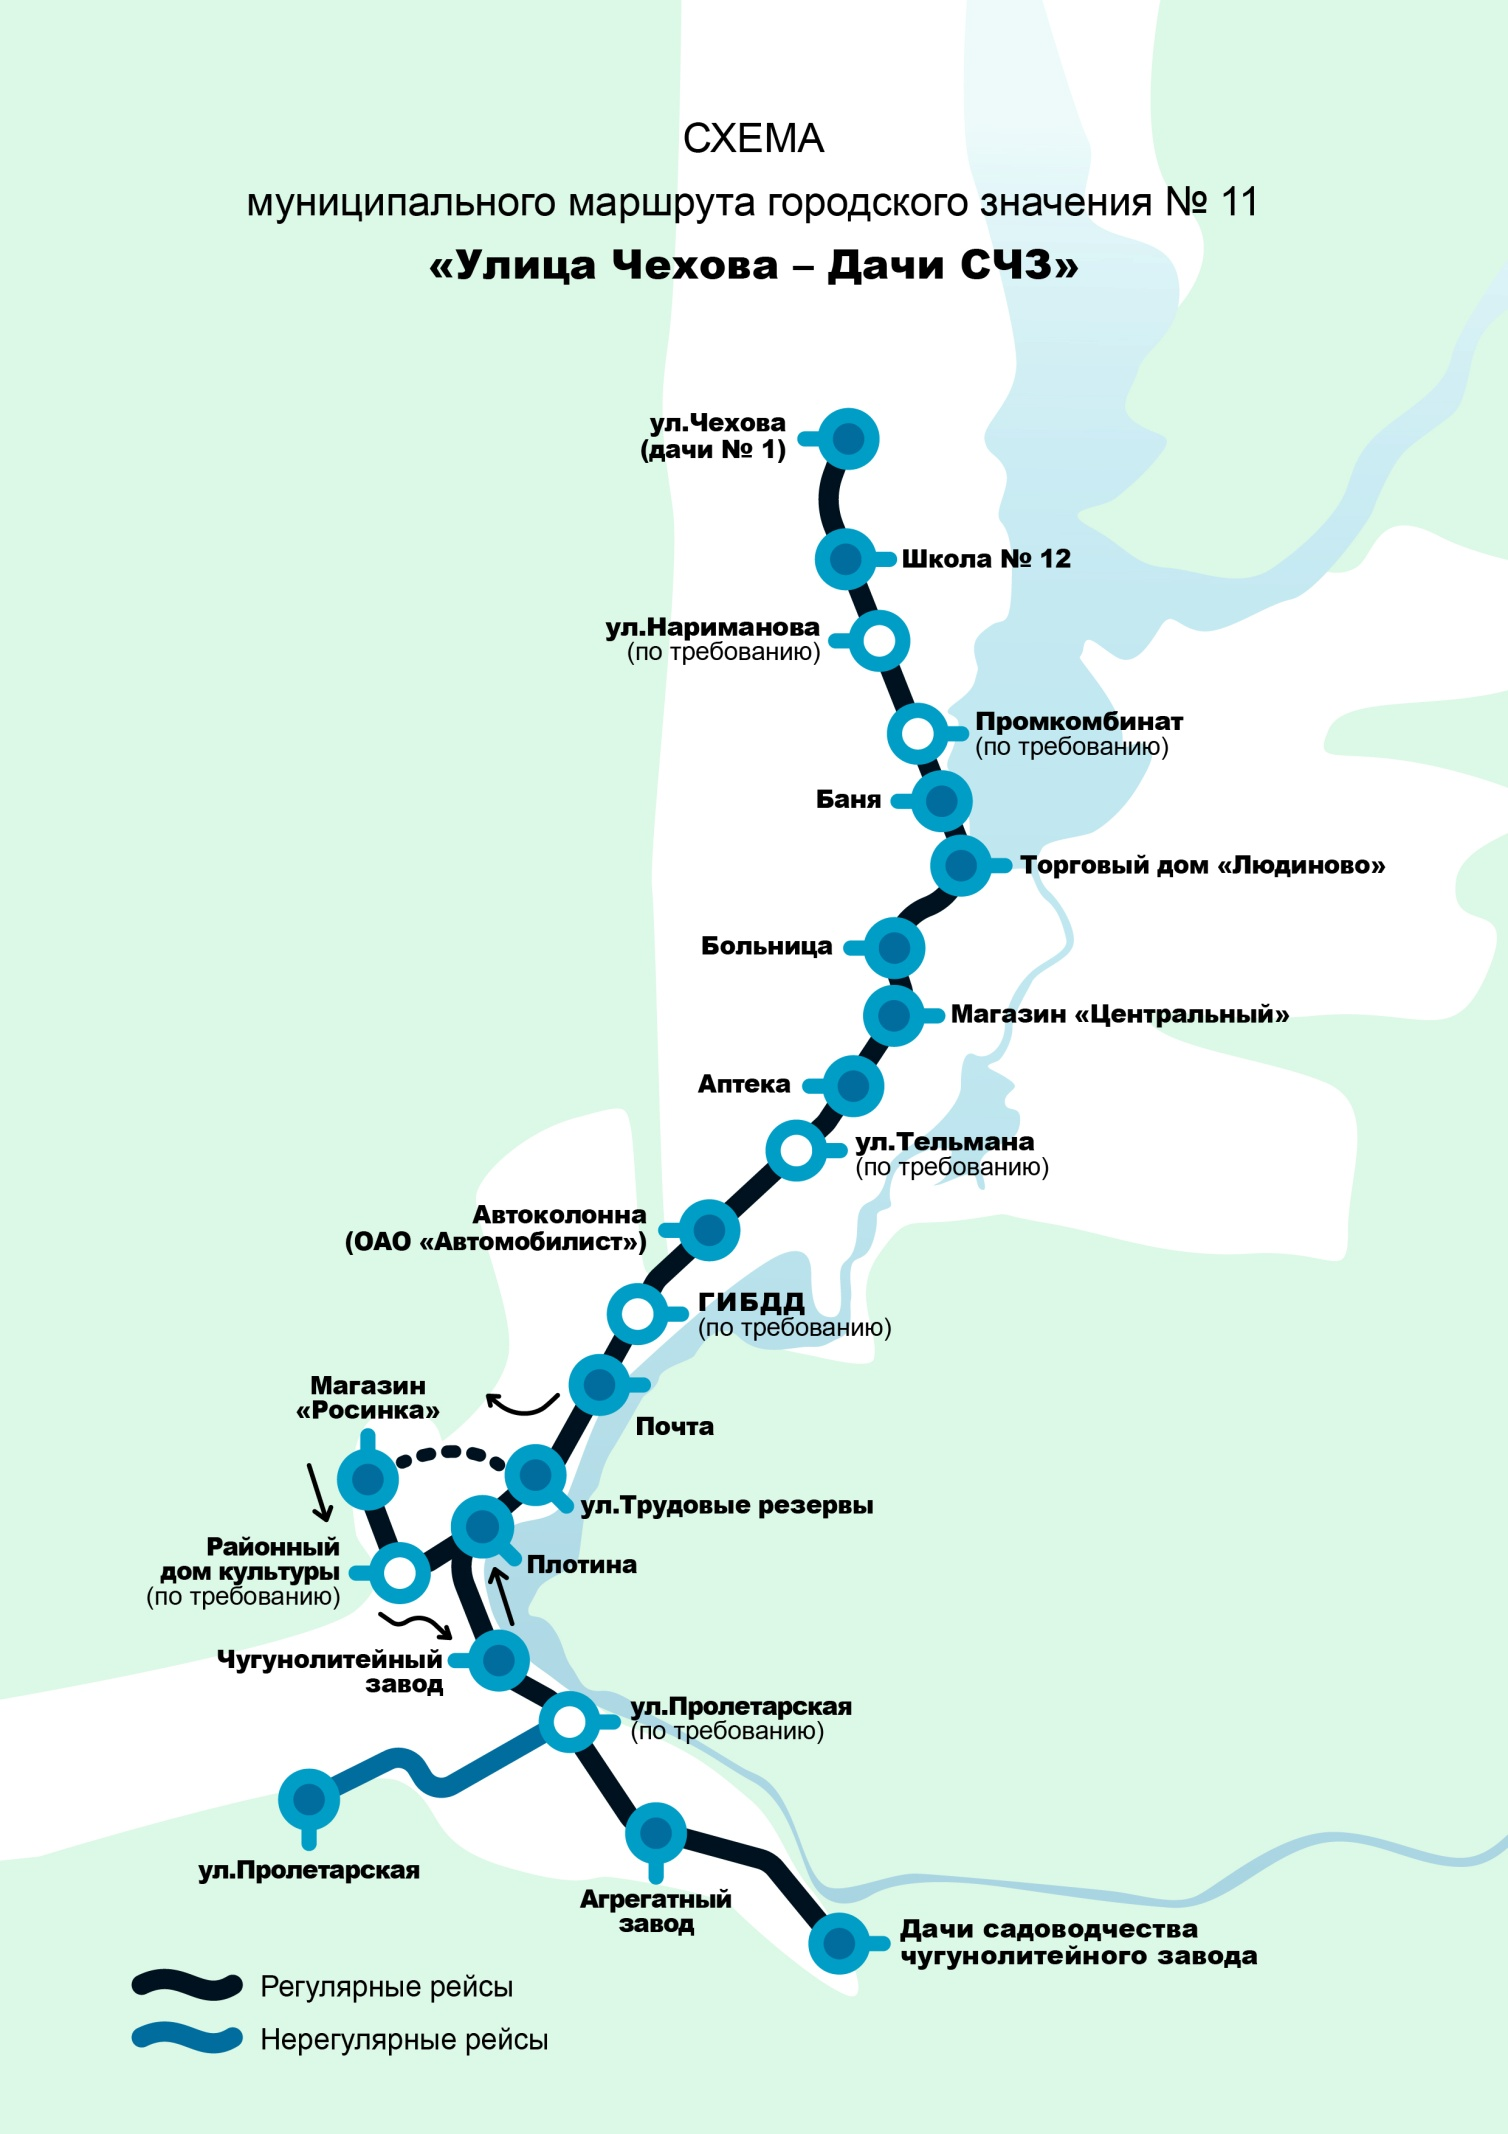 СХЕМА
муниципального маршрута городского значения № 11
«Улица Чехова – Дачи СЧЗ»
ул.Чехова
(дачи № 1)
Школа № 12
ул.Нариманова
(по требованию)
Промкомбинат
(по требованию)
Баня
Торговый дом «Людиново»
Больница
Магазин «Центральный»
Аптека
ул.Тельмана
(по требованию)
Автоколонна
(ОАО «Автомобилист»)
ГИБДД
(по требованию)
Магазин
«Росинка»
Почта
ул.Трудовые резервы
Районный
дом культуры
(по требованию)
Плотина
Чугунолитейный
завод
ул.Пролетарская
(по требованию)
ул.Пролетарская
Агрегатный
завод
Дачи садоводчества
чугунолитейного завода
Регулярные рейсы
Нерегулярные рейсы